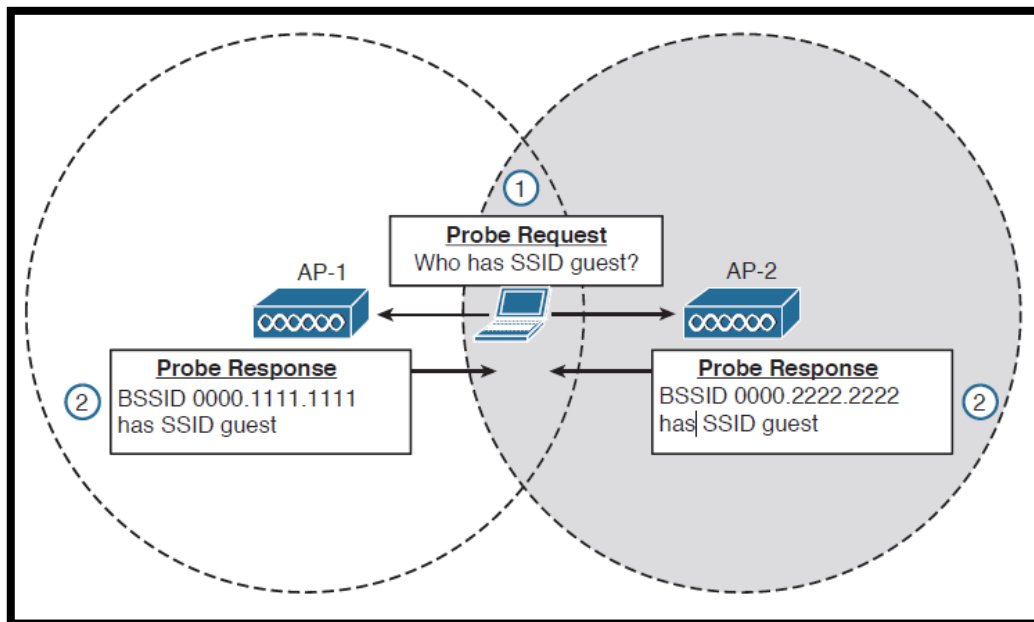 1
Probe Request
Who has SSID guest?
AP-1
AP-2
Probe Response
BSSID 0000.1111.1111
has SSID guest
2
Probe Response
BSSID 0000.2222.2222
has SSID guest
2